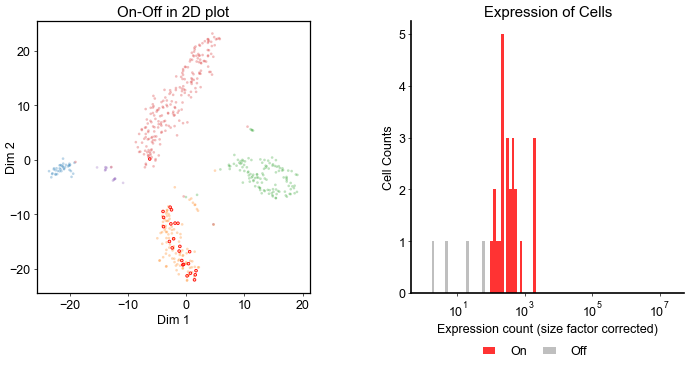 On-Off in 2D plot
20
10
0
−10
−20
Dim 2
−20 −10 0 10 20
Dim 1
Expression of Cells
5
4
3
2
1
0
Cell Counts
10^1 10^3 10^5 10^7
Expression count (size factor corrected)
On Off